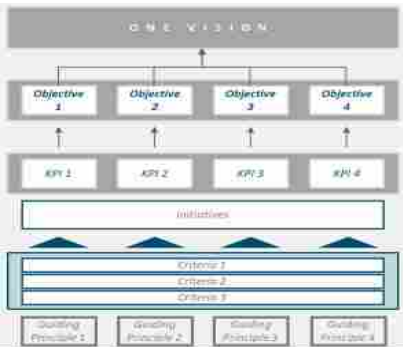 ONE VISION
Objective 1
Objective 2
Objective 3
Objective 4
KPI 1
KPI 2
KPI 3
KPI 4
Initiatives
Criteria 1
Criteria 2
Criteria 3
Guiding Principle 1
Guiding Principle 2
Guiding Principle 3
Guiding Principle 4